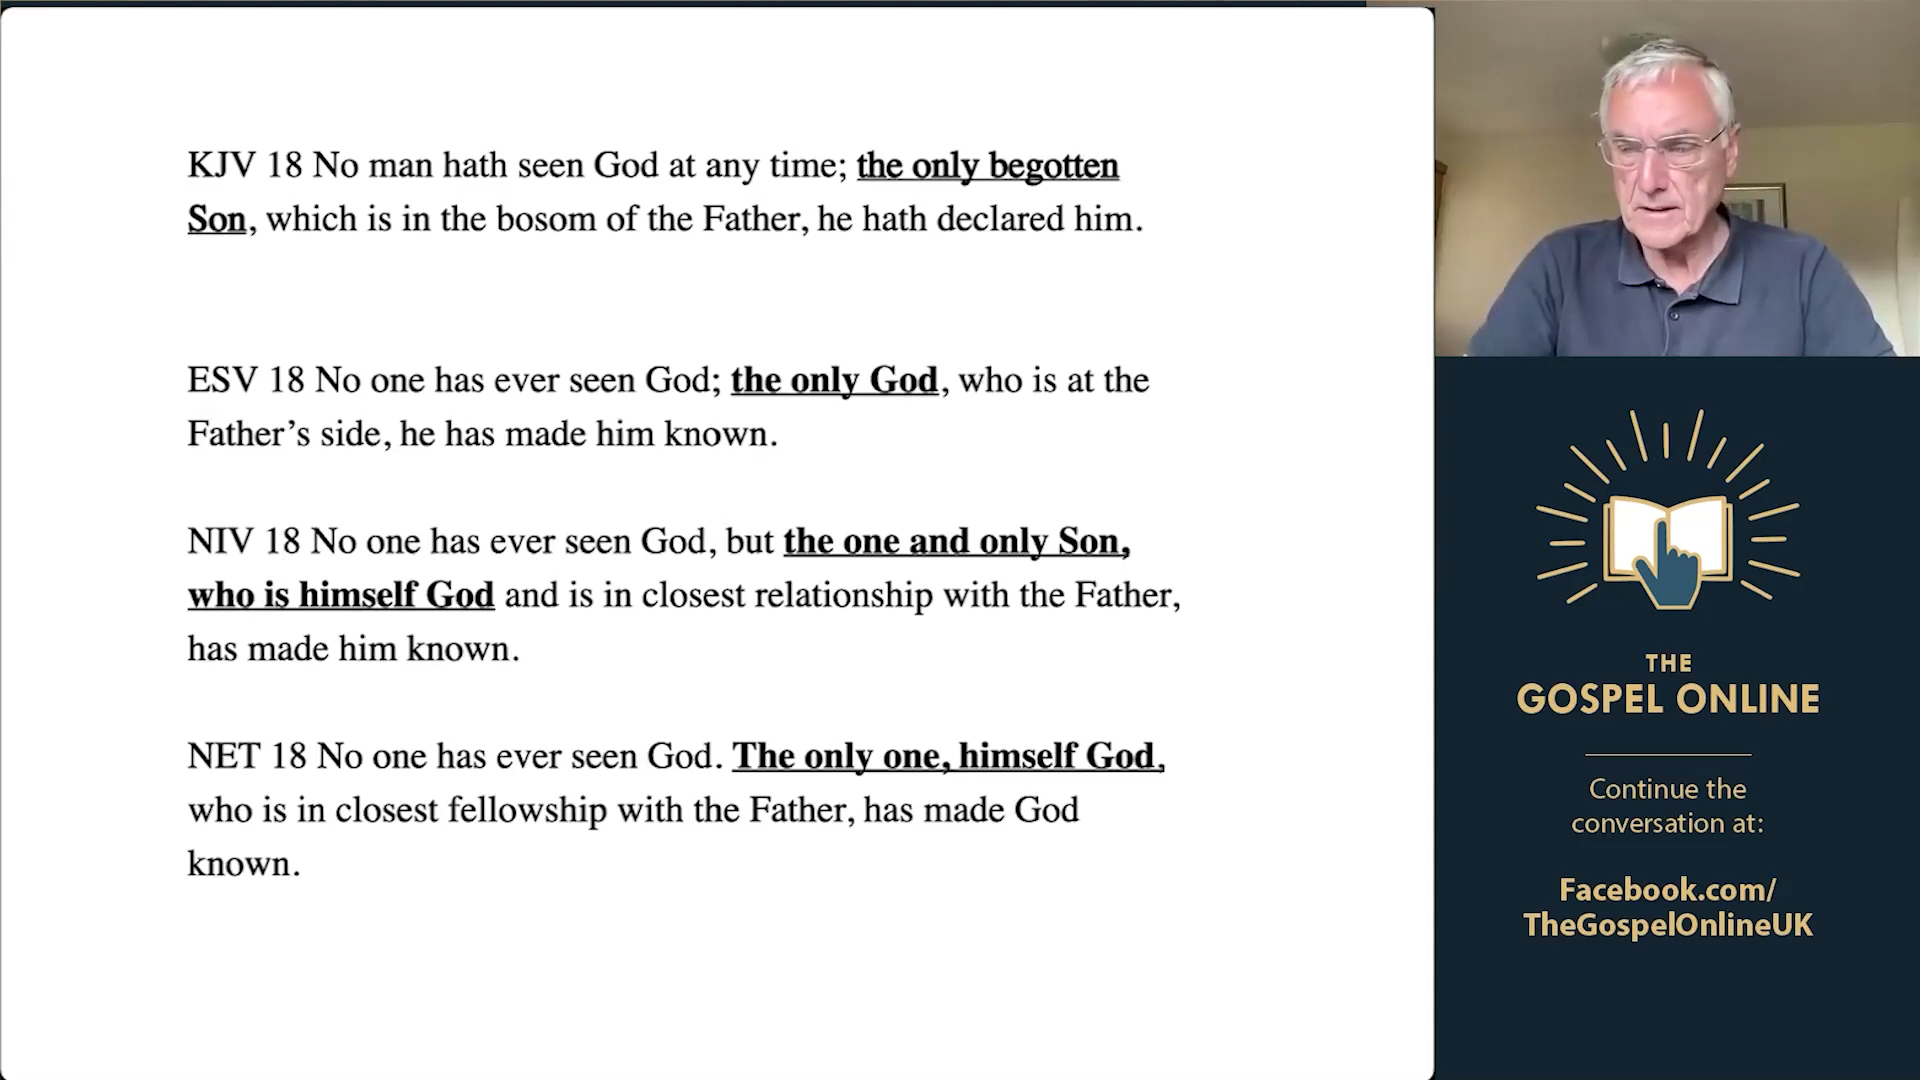 KJV 18 No man hath seen God at any time; the only begotten
Son, which is in the bosom of the Father, he hath declared him.
ESV 18 No one has ever seen God; the only God, who is at the
Father’s side, he has made him known.
NIV 18 No one has ever seen God, but the one and only Son,
who is himself God and is in closest relationship with the Father,
has made him known.
NET 18 No one has ever seen God. The only one, himself God,
who is in closest fellowship with the Father, has made God
known.
THE
GOSPEL ONLINE
Continue the
conversation at:
Facebook.com/
TheGospelOnlineUK